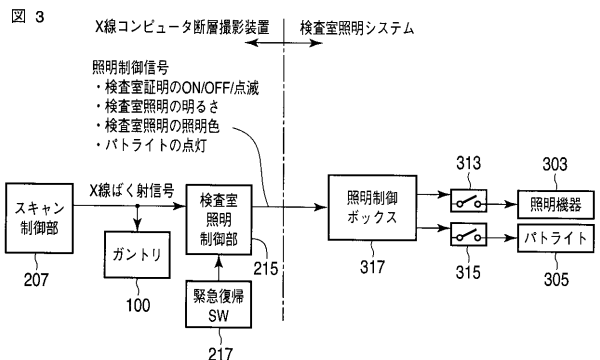 図 3
X線コンピュータ断層撮影装置
検査室照明システム
照明制御信号
・検査室証明のON/OFF/点滅
・検査室照明の明るさ
・検査室照明の照明色
・パトライトの点灯
スキャン
制御部
207
X線ばく射信号
ガントリ
100
検査室
照明
制御部
215
緊急復帰
SW
217
照明制御
ボックス
317
313
315
303
照明機器
パトライト
305